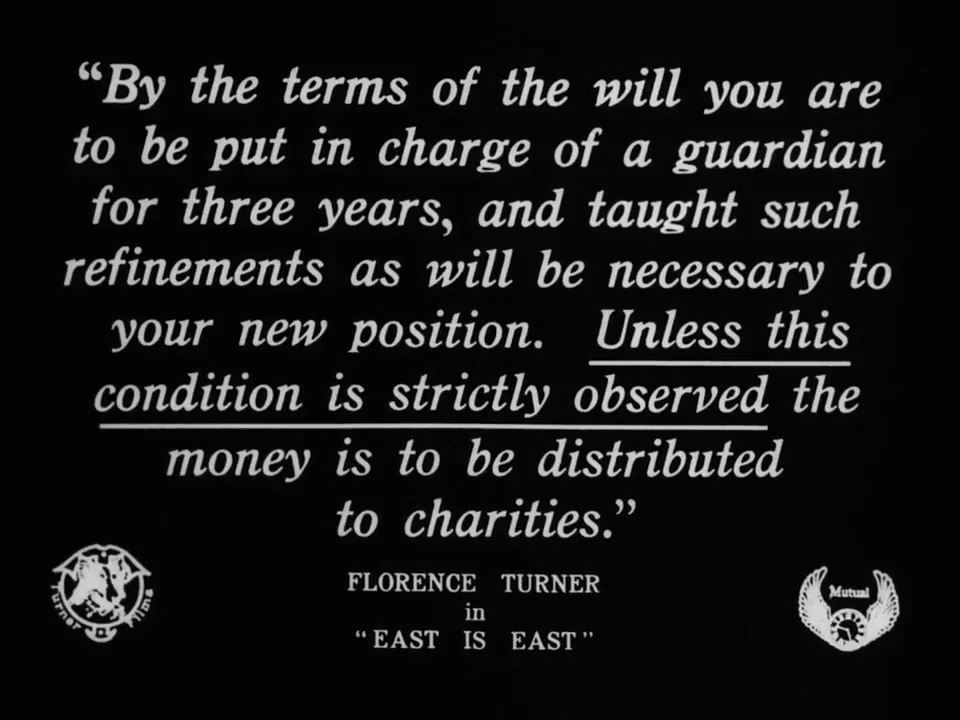 “By the terms of the will you are
to be put in charge of a guardian
for three years, and taught such
refinements as will be necessary to
your new position. Unless this
condition is strictly observed the
money is to be distributed
to charities.”
FLORENCE TURNER
in
“EAST IS EAST”
Turner Films
Mutual